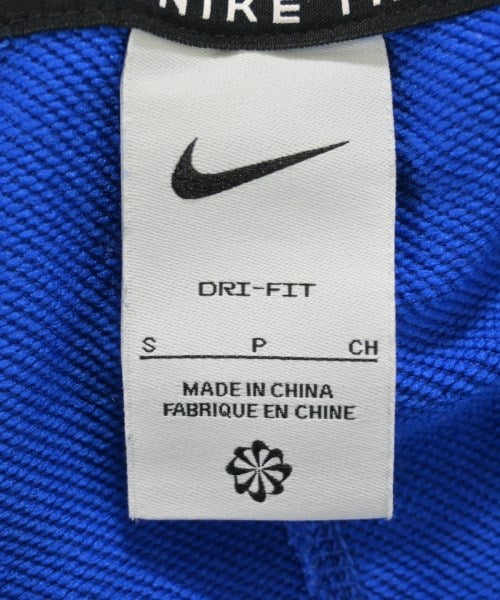 NIKE
DRI-FIT
S P CH
MADE IN CHINA
FABRIQUE EN CHINE